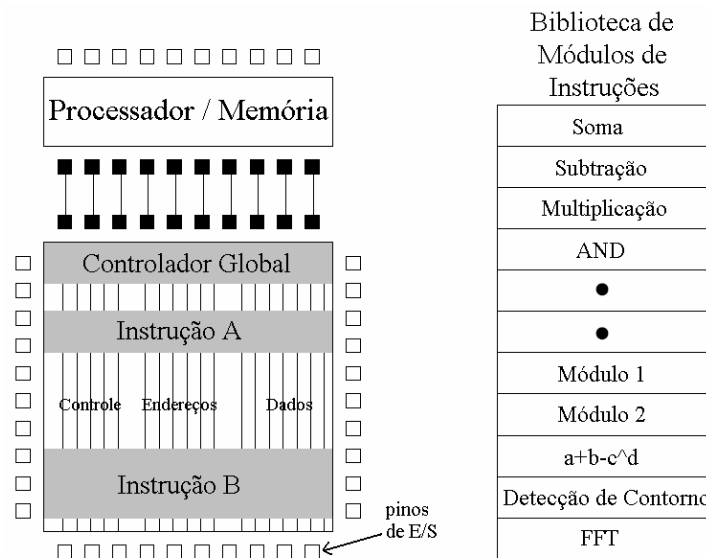 Processador / Memória
Controlador Global
Instrução A
Controle Endereços Dados
Instrução B
pinos
de E/S
Biblioteca de
Módulos de
Instruções
Soma
Subtração
Multiplicação
AND
●
●
Módulo 1
Módulo 2
a+b-c^d
Detecção de Contorno
FFT